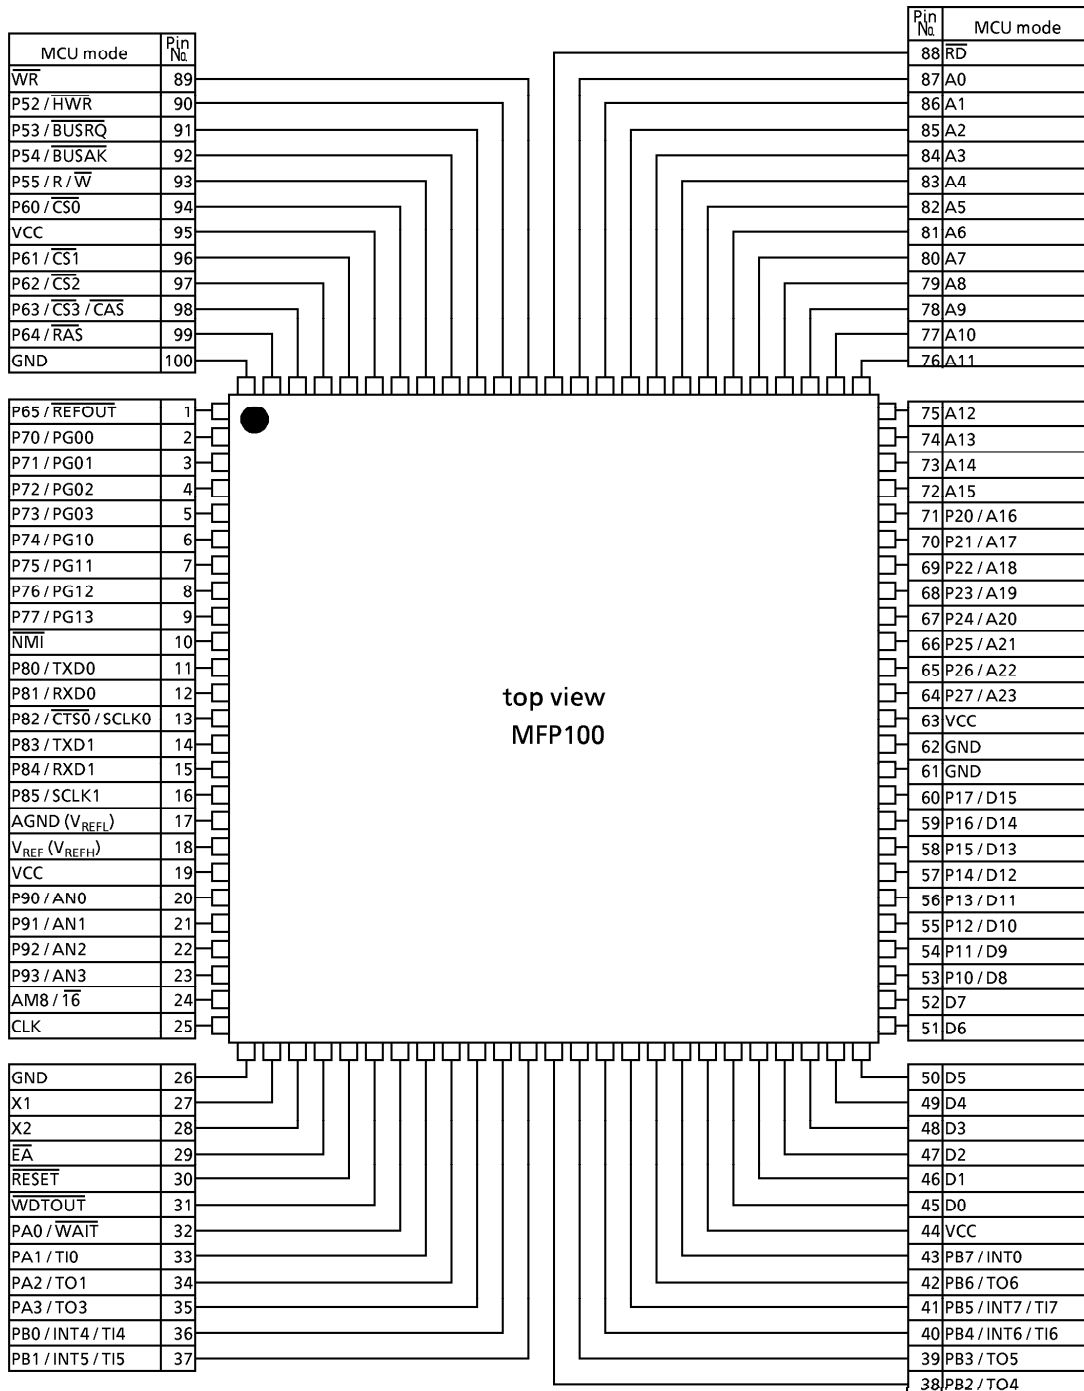 MCU mode Pin No.
WR 89
P52 / HWR 90
P53 / BUSRQ 91
P54 / BUSAK 92
P55 / R / W 93
P60 / CS0 94
VCC 95
P61 / CS1 96
P62 / CS2 97
P63 / CS3 / CAS 98
P64 / RAS 99
GND 100
Pin No. MCU mode
88 RD
87 A0
86 A1
85 A2
84 A3
83 A4
82 A5
81 A6
80 A7
79 A8
78 A9
77 A10
76 A11
P65 / REFOUT 1
P70 / PG00 2
P71 / PG01 3
P72 / PG02 4
P73 / PG03 5
P74 / PG10 6
P75 / PG11 7
P76 / PG12 8
P77 / PG13 9
NMI 10
P80 / TXD0 11
P81 / RXD0 12
P82 / CTS0 / SCLK0 13
P83 / TXD1 14
P84 / RXD1 15
P85 / SCLK1 16
AGND (VREFL) 17
VREF (VREFH) 18
VCC 19
P90 / AN0 20
P91 / AN1 21
P92 / AN2 22
P93 / AN3 23
AM8 / 16 24
CLK 25
top view
MFP100
75 A12
74 A13
73 A14
72 A15
71 P20 / A16
70 P21 / A17
69 P22 / A18
68 P23 / A19
67 P24 / A20
66 P25 / A21
65 P26 / A22
64 P27 / A23
63 VCC
62 GND
61 GND
60 P17 / D15
59 P16 / D14
58 P15 / D13
57 P14 / D12
56 P13 / D11
55 P12 / D10
54 P11 / D9
53 P10 / D8
52 D7
51 D6
GND 26
X1 27
X2 28
EA 29
RESET 30
WDTOUT 31
PA0 / WAIT 32
PA1 / TI0 33
PA2 / TO1 34
PA3 / TO3 35
PB0 / INT4 / TI4 36
PB1 / INT5 / TI5 37
50 D5
49 D4
48 D3
47 D2
46 D1
45 D0
44 VCC
43 PB7 / INT0
42 PB6 / TO6
41 PB5 / INT7 / TI7
40 PB4 / INT6 / TI6
39 PB3 / TO5
38 PB2 / TO4